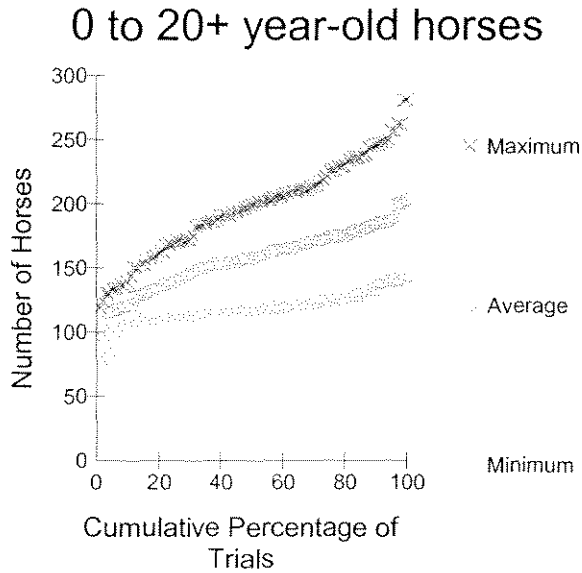 0 to 20+ year-old horses
300
250
200
150
100
50
0
Number of Horses
0 20 40 60 80 100
Cumulative Percentage of
Trials
Maximum
Average
Minimum